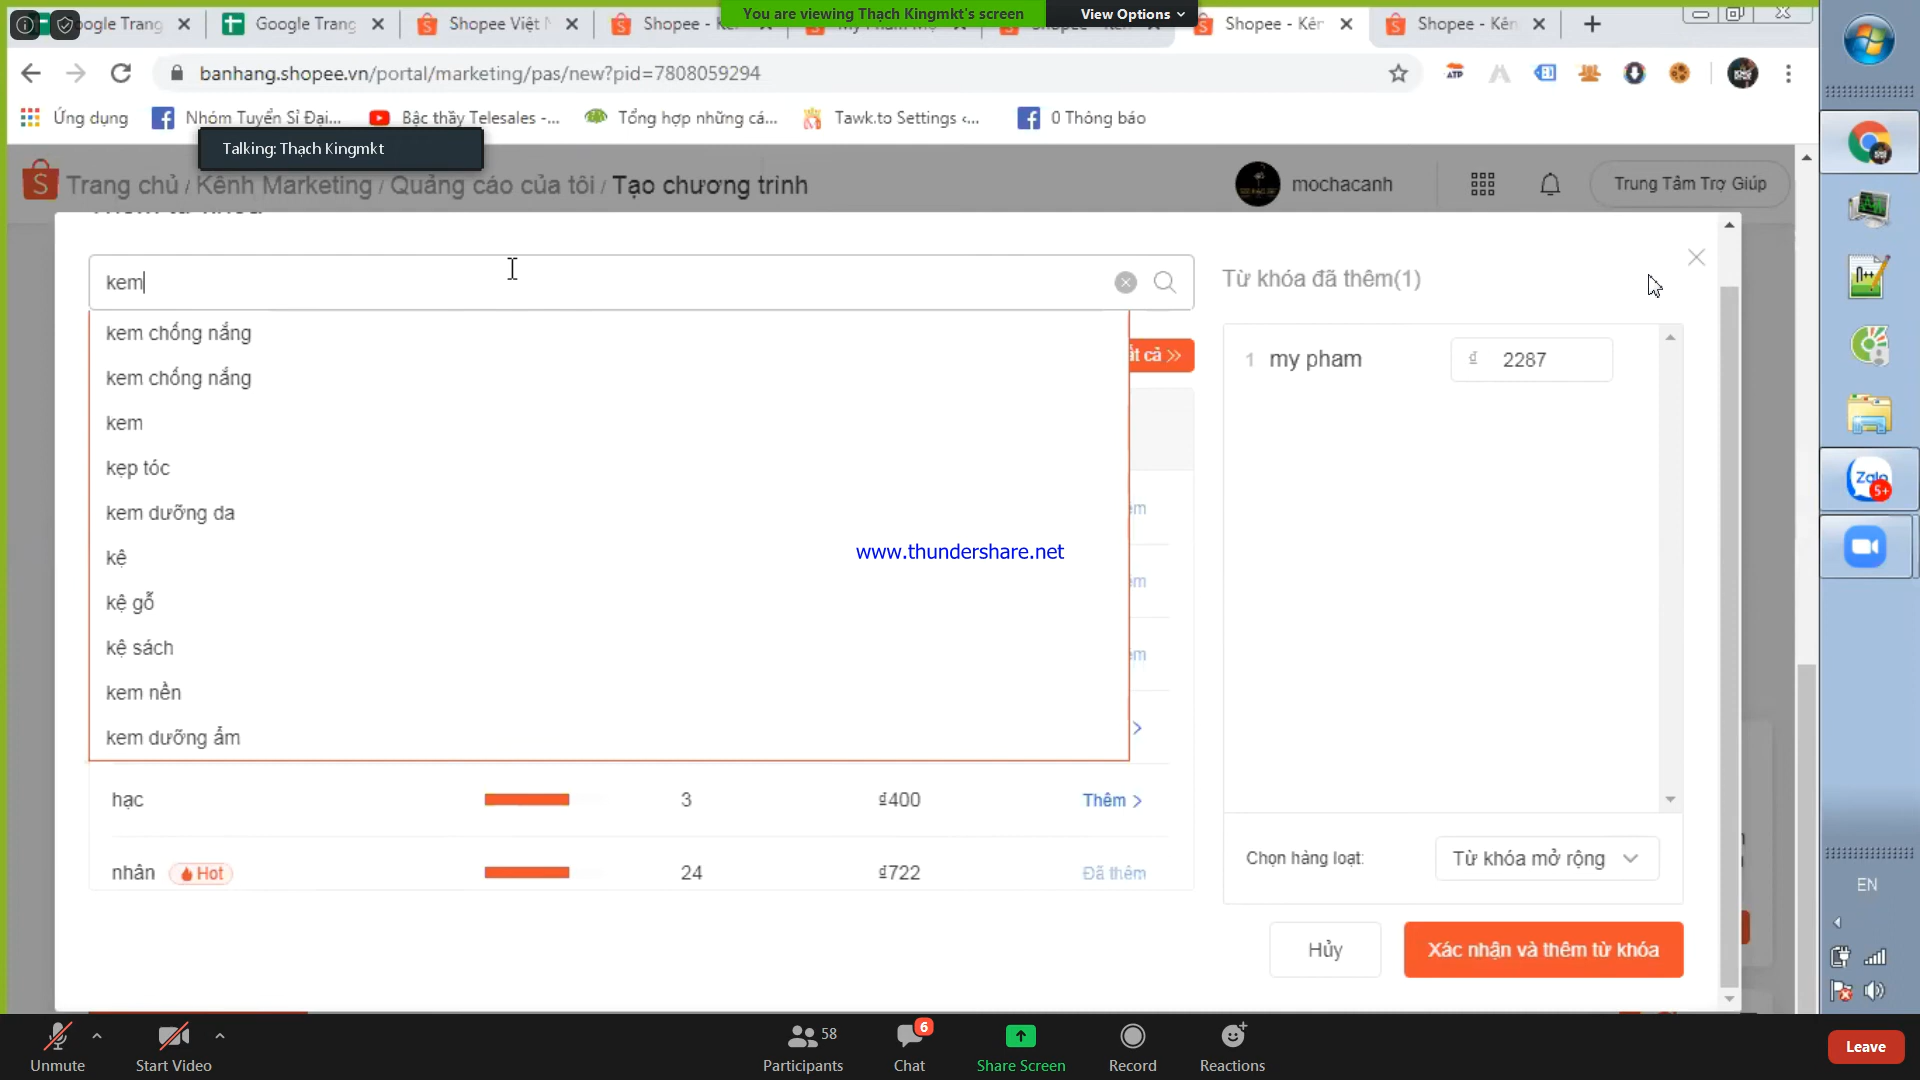 You are viewing Thạch Kingmkt's screen
View Options
Google Trang
Shopee Việt
Shopee - Kênh
Shopee - Kên
Shopee - Kên
banhang.shopee.vn/portal/marketing/pas/new?pid=7808059294
ATP
Ứng dụng
Nhóm Tuyển Sỉ Đại...
Bậc thầy Telesales -...
Tổng hợp những cá...
Tawk.to Settings ‹...
0 Thông báo
Talking: Thạch Kingmkt
Trang chủ / Kênh Marketing / Quảng cáo của tôi / Tạo chương trình
mochacanh
Trung Tâm Trợ Giúp
kem
Từ khóa đã thêm(1)
kem chống nắng
kem chống nắng
kem
kẹp tóc
kem dưỡng da
kệ
kệ gỗ
kệ sách
kem nền
kem dưỡng ẩm
1 my pham ₫ 2287
www.thundershare.net
hạc 3 ₫400 Thêm >
nhân Hot 24 ₫722 Đã thêm
Chọn hàng loạt: Từ khóa mở rộng
Hủy
Xác nhận và thêm từ khóa
Zalo
5+
EN
Unmute
Start Video
Participants 58
Chat 6
Share Screen
Record
Reactions
Leave